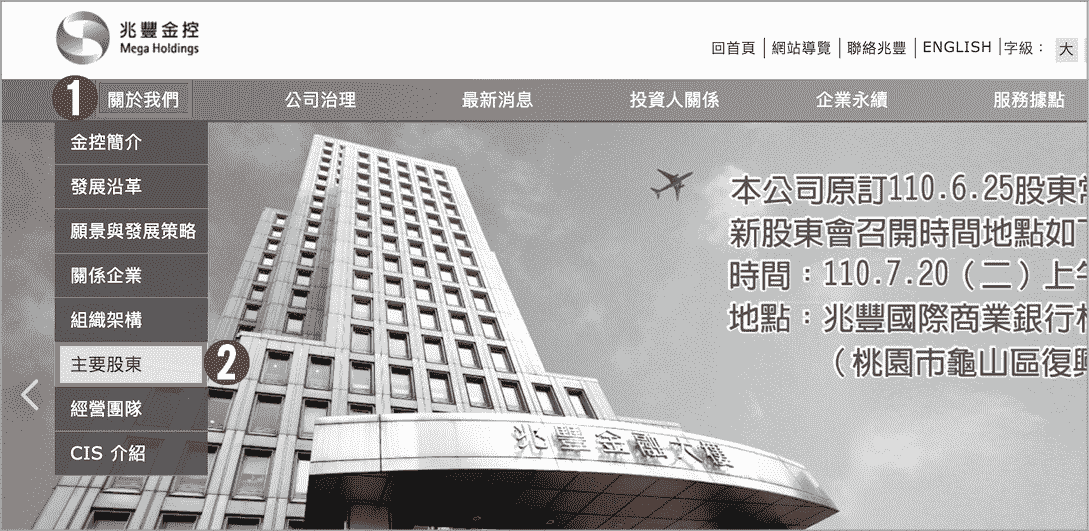 兆豐金控
Mega Holdings
回首頁 | 網站導覽 | 聯絡兆豐 | ENGLISH | 字級： 大
1 關於我們 公司治理 最新消息 投資人關係 企業永續 服務據點
金控簡介
發展沿革
願景與發展策略
關係企業
組織架構
主要股東 2
經營團隊
CIS 介紹
本公司原訂110.6.25股東常
新股東會召開時間地點如
時間：110.7.20（二）上午
地點：兆豐國際商業銀行
（桃園市龜山區復興
兆豐金融大樓